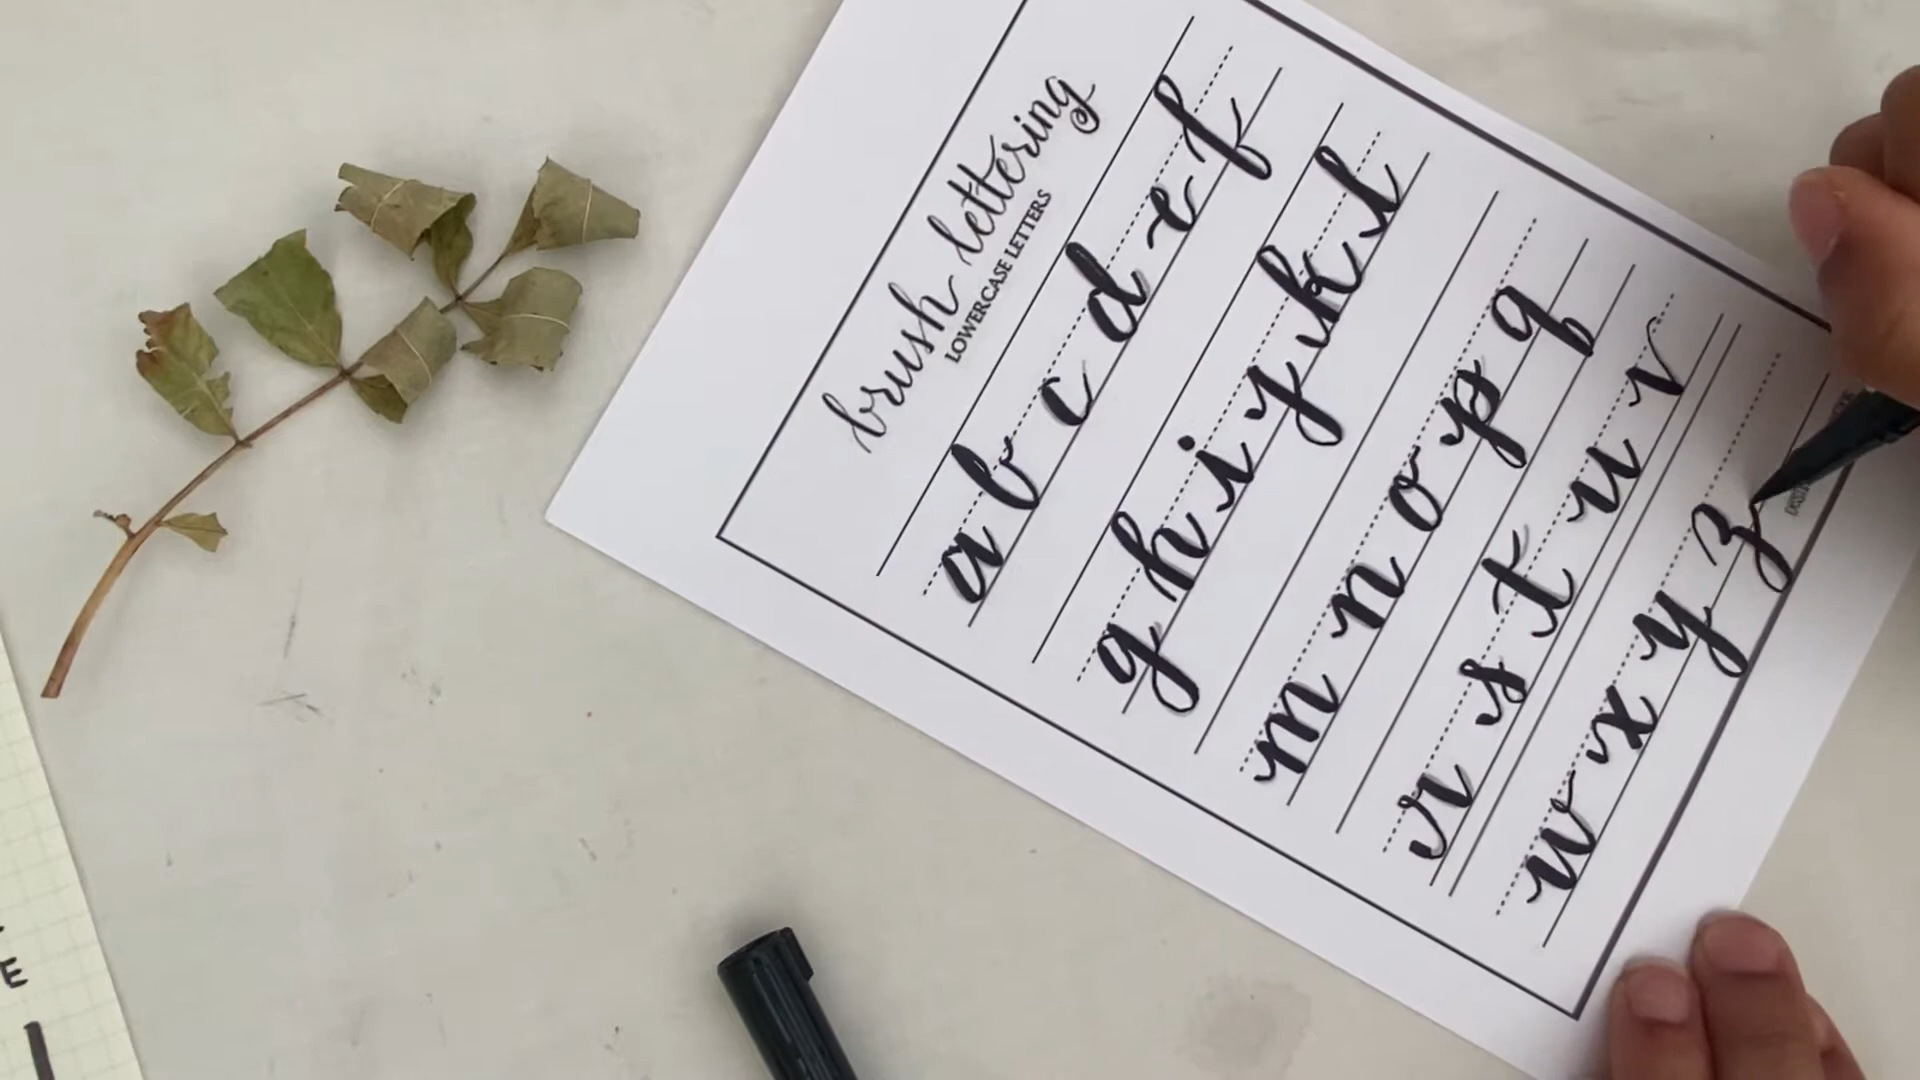 brush lettering
LOWERCASE LETTERS
a b c d e f
g h i y k l
m n o p q
r s t u v
w x y z
E